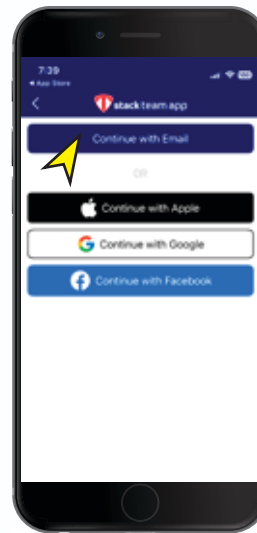 7:39
◀ App Store
stack team app
Continue with Email
OR
Continue with Apple
Continue with Google
Continue with Facebook